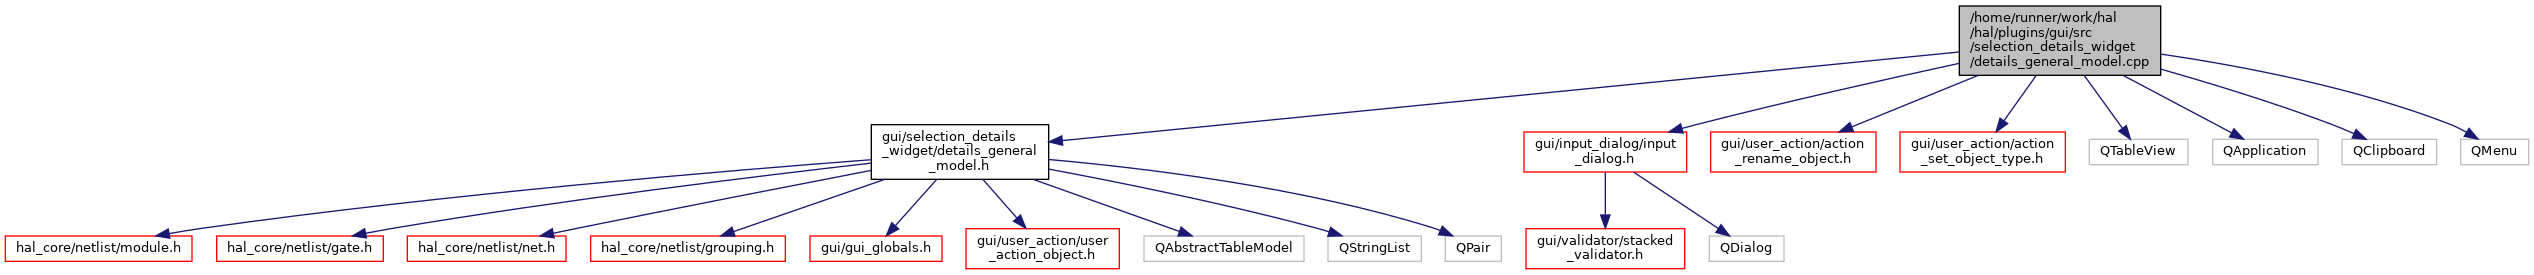 /home/runner/work/hal
/hal/plugins/gui/src
/selection_details_widget
/details_general_model.cpp
gui/selection_details
_widget/details_general
_model.h
gui/input_dialog/input
_dialog.h
gui/user_action/action
_rename_object.h
gui/user_action/action
_set_object_type.h
QTableView
QApplication
QClipboard
QMenu
hal_core/netlist/module.h
hal_core/netlist/gate.h
hal_core/netlist/net.h
hal_core/netlist/grouping.h
gui/gui_globals.h
gui/user_action/user
_action_object.h
QAbstractTableModel
QStringList
QPair
gui/validator/stacked
_validator.h
QDialog